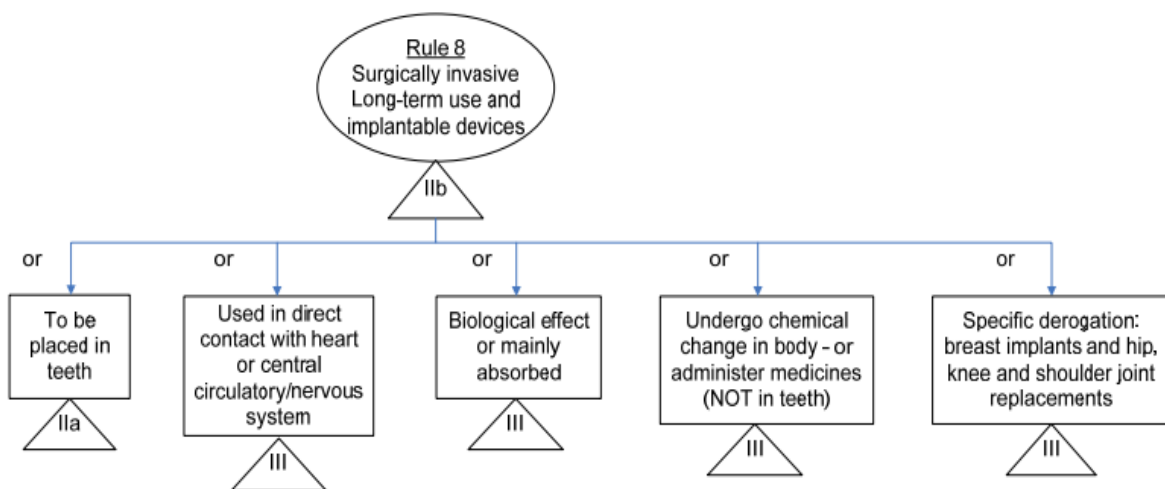 Rule 8
Surgically invasive
Long-term use and
implantable devices
IIb
or
or
or
or
or
To be
placed in
teeth
IIa
Used in direct
contact with heart
or central
circulatory/nervous
system
III
Biological effect
or mainly
absorbed
III
Undergo chemical
change in body - or
administer medicines
(NOT in teeth)
III
Specific derogation:
breast implants and hip,
knee and shoulder joint
replacements
III